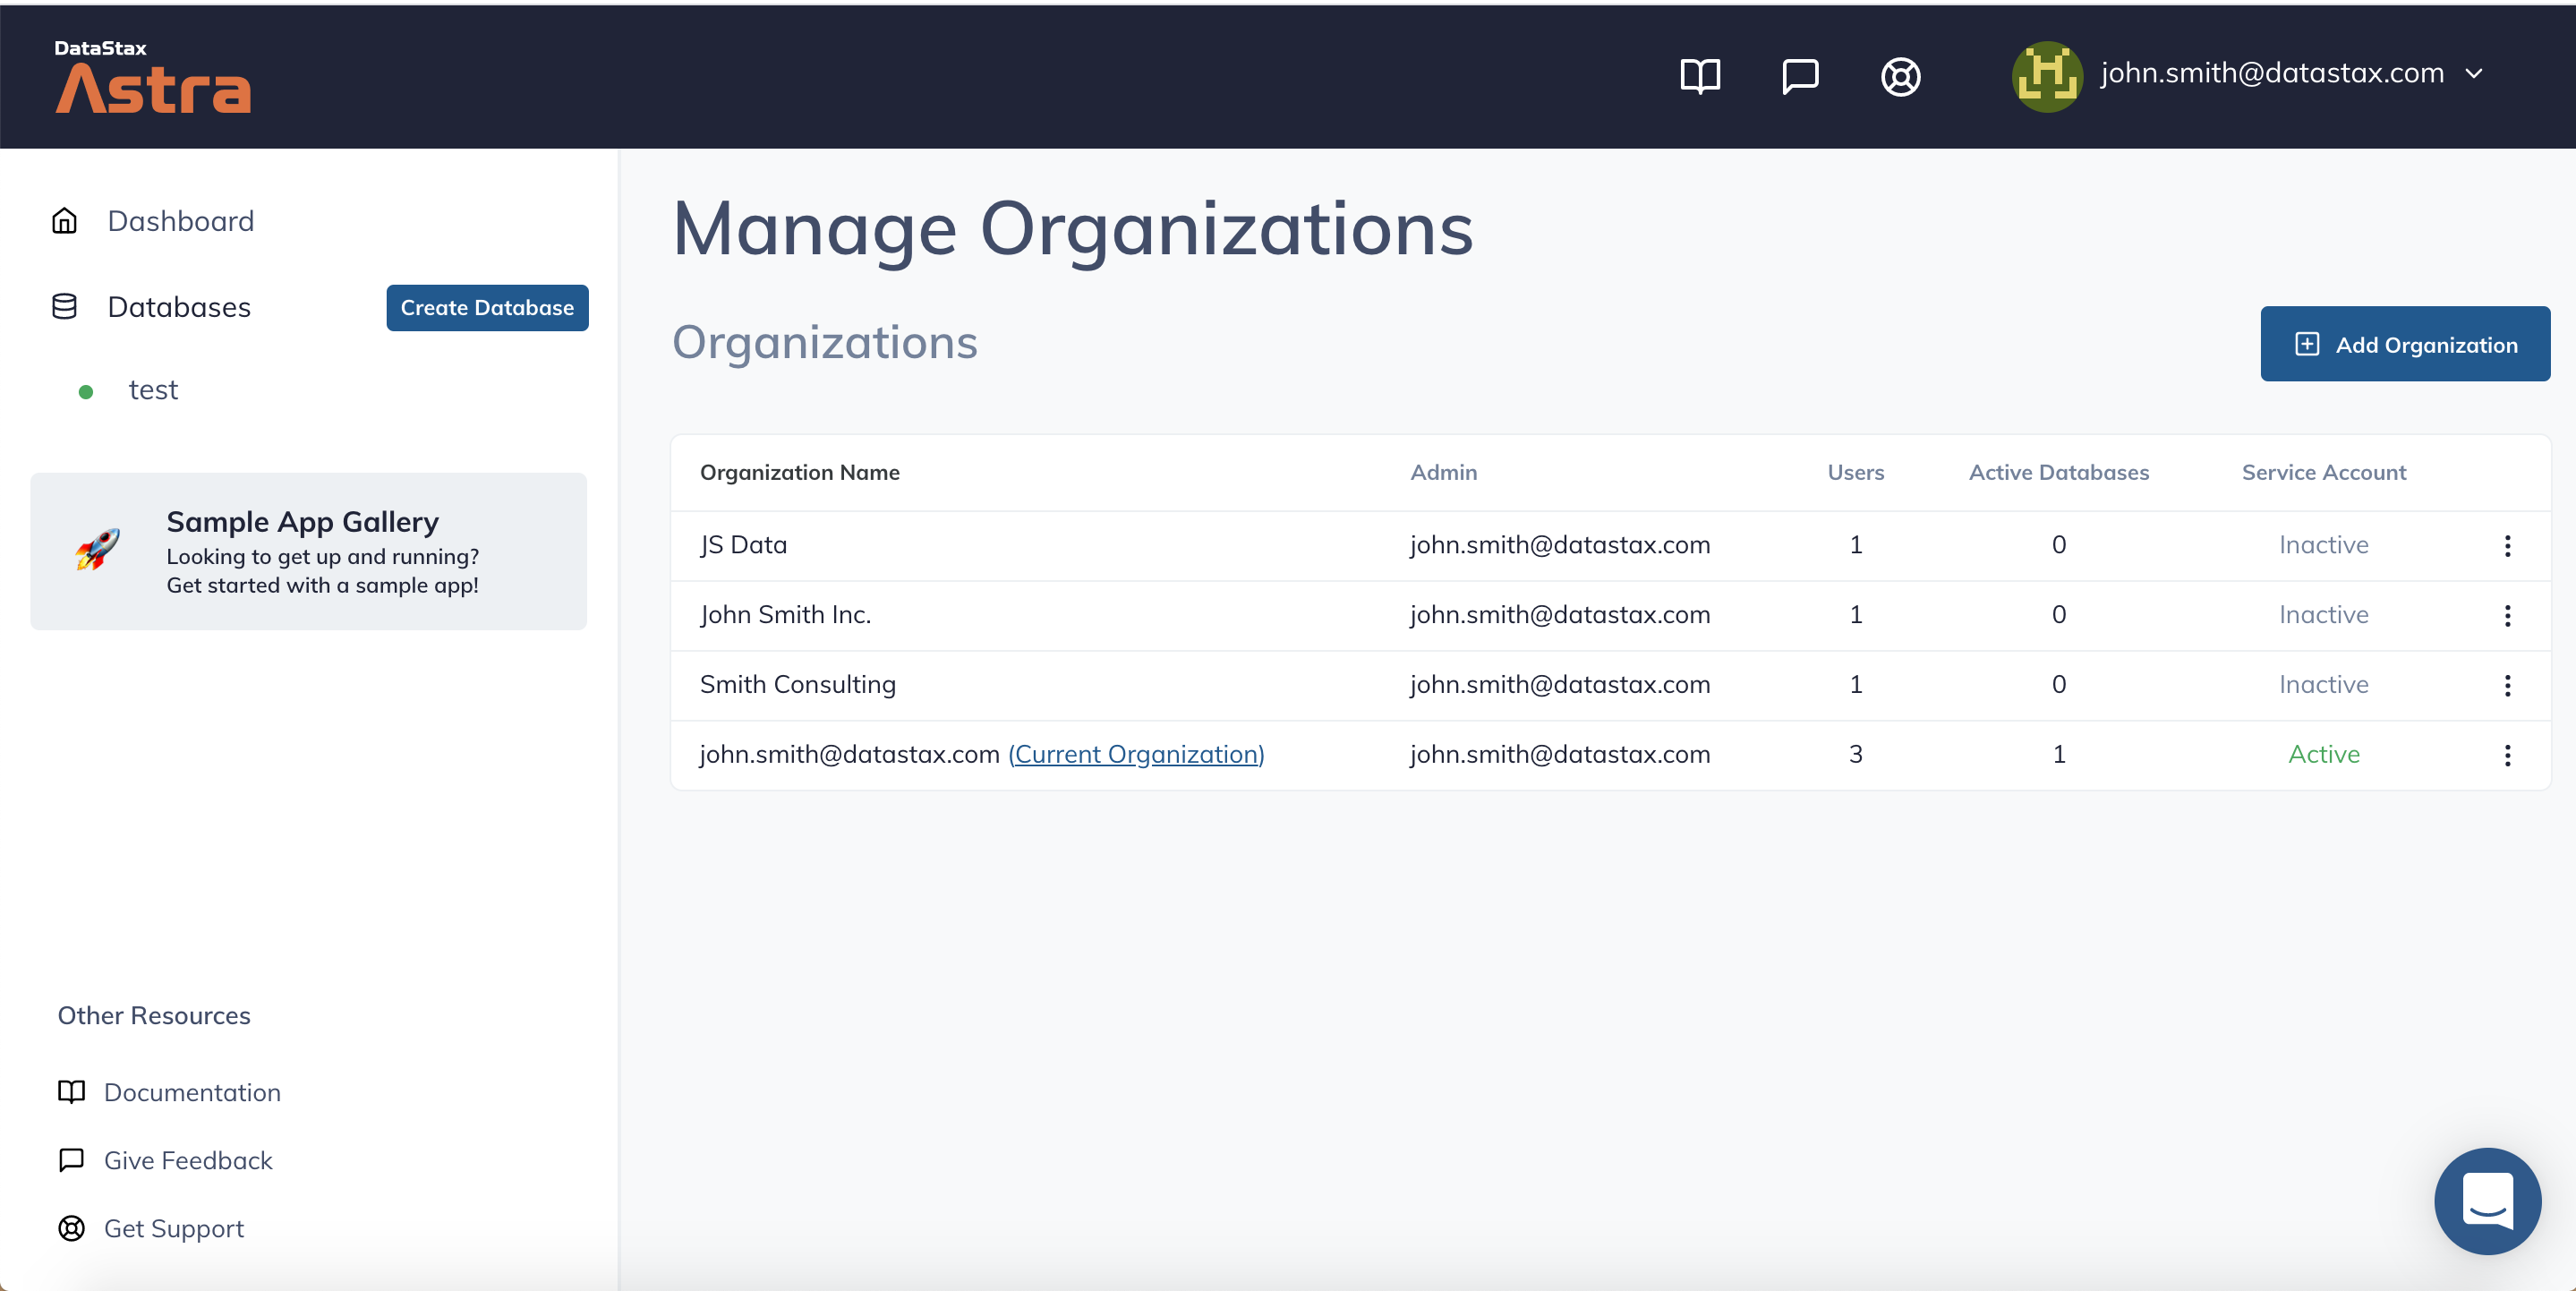 DataStax
Astra
john.smith@datastax.com
Dashboard
Databases
Create Database
test
Sample App Gallery
Looking to get up and running?
Get started with a sample app!
Other Resources
Documentation
Give Feedback
Get Support
Manage Organizations
Organizations
Add Organization
Organization Name Admin Users Active Databases Service Account
JS Data john.smith@datastax.com 1 0 Inactive
John Smith Inc. john.smith@datastax.com 1 0 Inactive
Smith Consulting john.smith@datastax.com 1 0 Inactive
john.smith@datastax.com (Current Organization) john.smith@datastax.com 3 1 Active